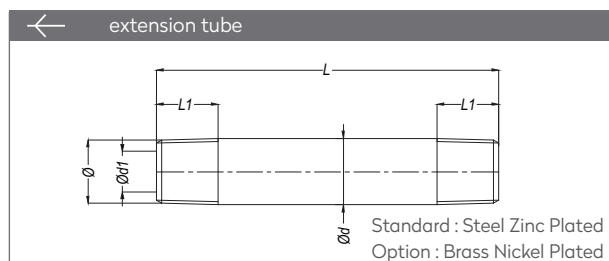 extension tube
L
L1
L1
Ø
Ød1
Ød
Standard : Steel Zinc Plated
Option : Brass Nickel Plated